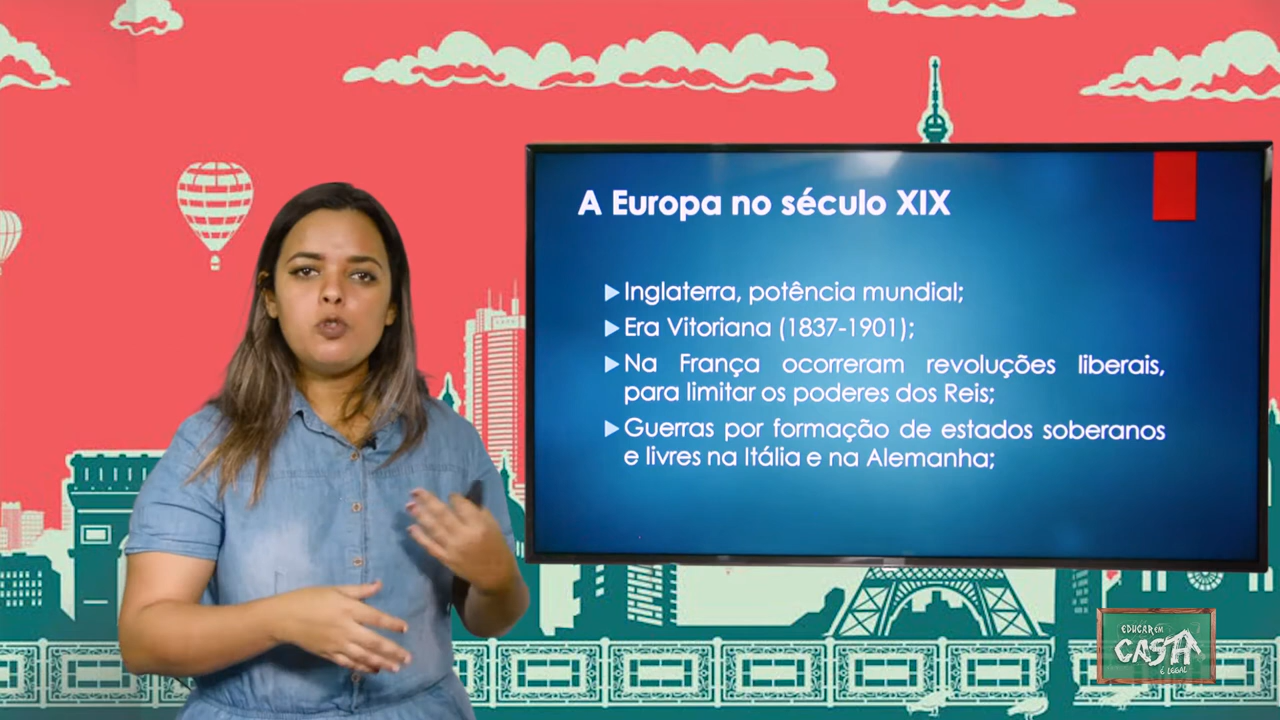 A Europa no século XIX
Inglaterra, potência mundial;
Era Vitoriana (1837-1901);
Na França ocorreram revoluções liberais,
para limitar os poderes dos Reis;
Guerras por formação de estados soberanos
e livres na Itália e na Alemanha;
EDUCAR EM
CASA
É LEGAL